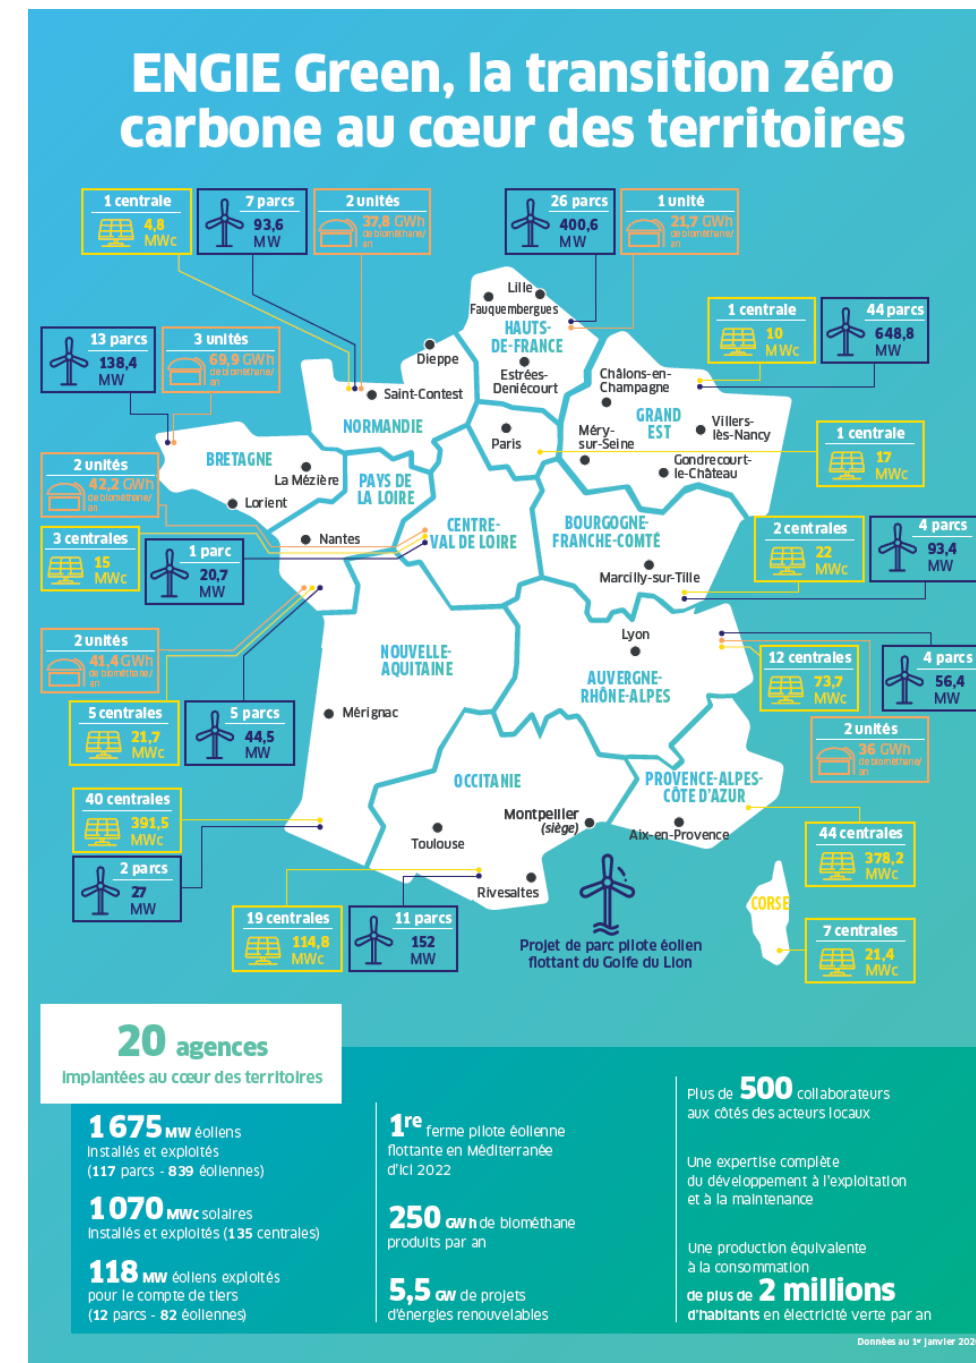 ENGIE Green, la transition zéro
carbone au cœur des territoires
1 centrale
4,8
MWc
7 parcs
93,6
MW
2 unités
37,8 GWh
de biométhane/
an
26 parcs
400,6
MW
1 unité
21,7 GWh
de biométhane/
an
13 parcs
138,4
MW
3 unités
69,9 GWh
de biométhane/
an
1 centrale
10
MWc
44 parcs
648,8
MW
Lille
Fauquembergues
HAUTS-
DE-FRANCE
Dieppe
Estrées-
Deniécourt
Saint-Contest
NORMANDIE
Châlons-en-
Champagne
GRAND
EST
Villers-
lès-Nancy
Méry-
sur-Seine
Gondrecourt-
le-Château
Paris
1 centrale
17
MWc
BRETAGNE
La Mézière
Lorient
PAYS DE
LA LOIRE
Nantes
2 unités
42,2 GWh
de biométhane/
an
3 centrales
15
MWc
1 parc
20,7
MW
CENTRE-
VAL DE LOIRE
BOURGOGNE-
FRANCHE-COMTÉ
Marcilly-sur-Tille
2 centrales
22
MWc
4 parcs
93,4
MW
2 unités
41,4 GWh
de biométhane/
an
5 centrales
21,7
MWc
5 parcs
44,5
MW
NOUVELLE-
AQUITAINE
Mérignac
Lyon
AUVERGNE-
RHÔNE-ALPES
12 centrales
73,7
MWc
4 parcs
56,4
MW
2 unités
36 GWh
de biométhane/
an
40 centrales
391,5
MWc
2 parcs
27
MW
OCCITANIE
Toulouse
Montpellier
(siège)
Rivesaltes
PROVENCE-ALPES-
CÔTE D'AZUR
Aix-en-Provence
44 centrales
378,2
MWc
19 centrales
114,8
MWc
11 parcs
152
MW
Projet de parc pilote éolien
flottant du Golfe du Lion
CORSE
7 centrales
21,4
MWc
20 agences
implantées au cœur des territoires
1 675 MW éoliens
installés et exploités
(117 parcs - 839 éoliennes)
1 070 MWc solaires
installés et exploités (135 centrales)
118 MW éoliens exploités
pour le compte de tiers
(12 parcs - 82 éoliennes)
1re ferme pilote éolienne
flottante en Méditerranée
d'ici 2022
250 GWh de biométhane
produits par an
5,5 GW de projets
d'énergies renouvelables
Plus de 500 collaborateurs
aux côtés des acteurs locaux
Une expertise complète
du développement à l'exploitation
et à la maintenance
Une production équivalente
à la consommation
de plus de 2 millions
d'habitants en électricité verte par an
Données au 1er janvier